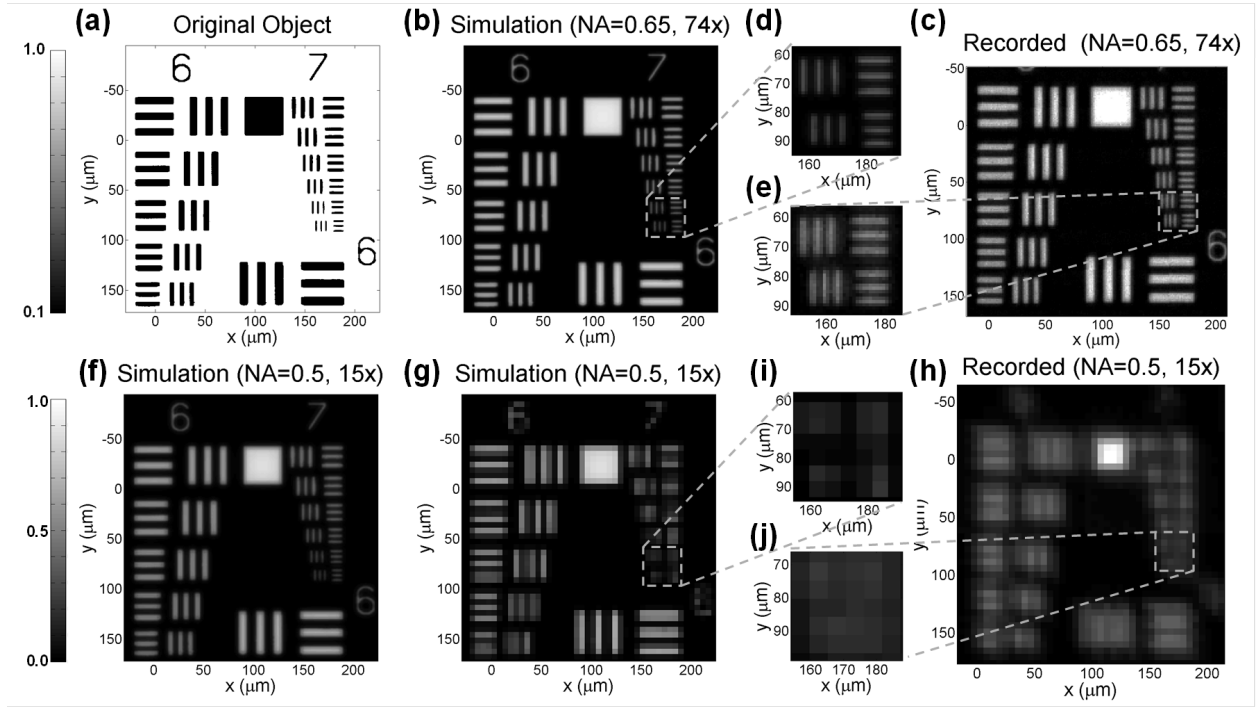 (a)
Original Object
(b)
Simulation (NA=0.65, 74x)
(d)
(c)
Recorded (NA=0.65, 74x)
1.0
0.1
6 7
-50
0
50
100
150
6
y (μm)
0 50 100 150 200
x (μm)
6 7
-50
0
50
100
150
6
y (μm)
0 50 100 150 200
x (μm)
60
70
80
90
y (μm)
160 180
x (μm)
(e)
60
70
80
90
y (μm)
160 180
x (μm)
-50
0
50
100
150
6
y (μm)
0 50 100 150 200
x (μm)
(f)
Simulation (NA=0.5, 15x)
(g)
Simulation (NA=0.5, 15x)
(i)
(h)
Recorded (NA=0.5, 15x)
1.0
0.5
0.0
6 7
-50
0
50
100
150
6
y (μm)
0 50 100 150 200
x (μm)
-50
0
50
100
150
y (μm)
0 50 100 150 200
x (μm)
60
70
80
90
y (μm)
160 180
x (μm)
(j)
70
80
90
y (μm)
160 170 180
x (μm)
-50
0
50
100
150
y (μm)
0 50 100 150 200
x (μm)